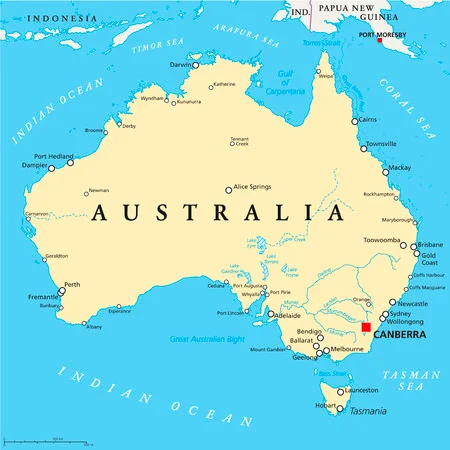 INDONESIA
IND.
PAPUA NEW
GUINEA
PORT MORESBY
TIMOR SEA
ARAFURA SEA
Torres Strait
Darwin
Weipa
Katherine
Gulf
of
Carpentaria
INDIAN OCEAN
CORAL SEA
Wyndham
Kununurra
Cairns
Derby
Broome
Tennant
Creek
Townsville
Port Hedland
Dampier
Mackay
Newman
Alice Springs
Rockhampton
AUSTRALIA
Carnarvon
Maryborough
Toowoomba
Brisbane
Gold
Coast
Lake
Eyre
Geraldton
Lake
Gairdner
Lake
Torrens
Lake
Frome
Darling
Coffs Harbour
Coffs Macquarie
Ceduna
Port Augusta
Whyalla
Port Pirie
Perth
Fremantle
Bunbury
Esperance
Albany
Orange
Newcastle
Sydney
Wollongong
Port Lincoln
Adelaide
Murray
CANBERRA
Great Australian Bight
Mount Gambier
Bendigo
Ballarat
Geelong
Melbourne
Bass Strait
TASMAN
SEA
INDIAN OCEAN
Launceston
Hobart
Tasmania